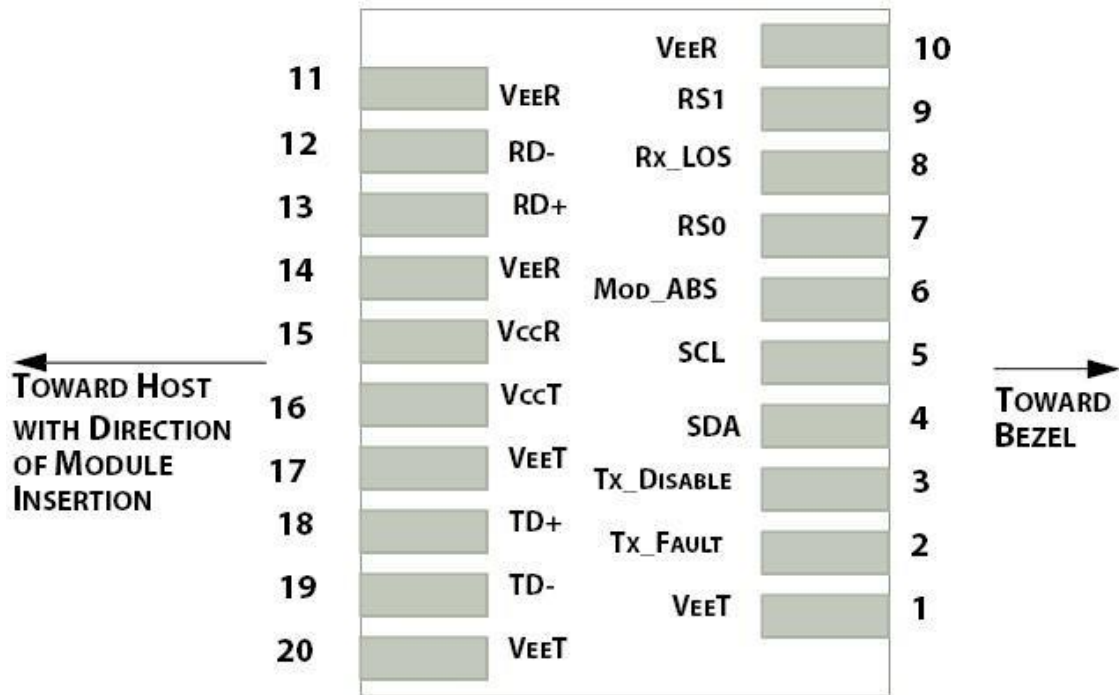 VEER 10
11 VEER
RS1 9
12 RD-
Rx_LOS 8
13 RD+
RS0 7
14 VEER
MOD_ABS 6
15 VCCR
SCL 5
TOWARD HOST
WITH DIRECTION
OF MODULE
INSERTION
16 VCCT
SDA 4
TOWARD
BEZEL
17 VEET
TX_DISABLE 3
18 TD+
TX_FAULT 2
19 TD-
VEET 1
20 VEET